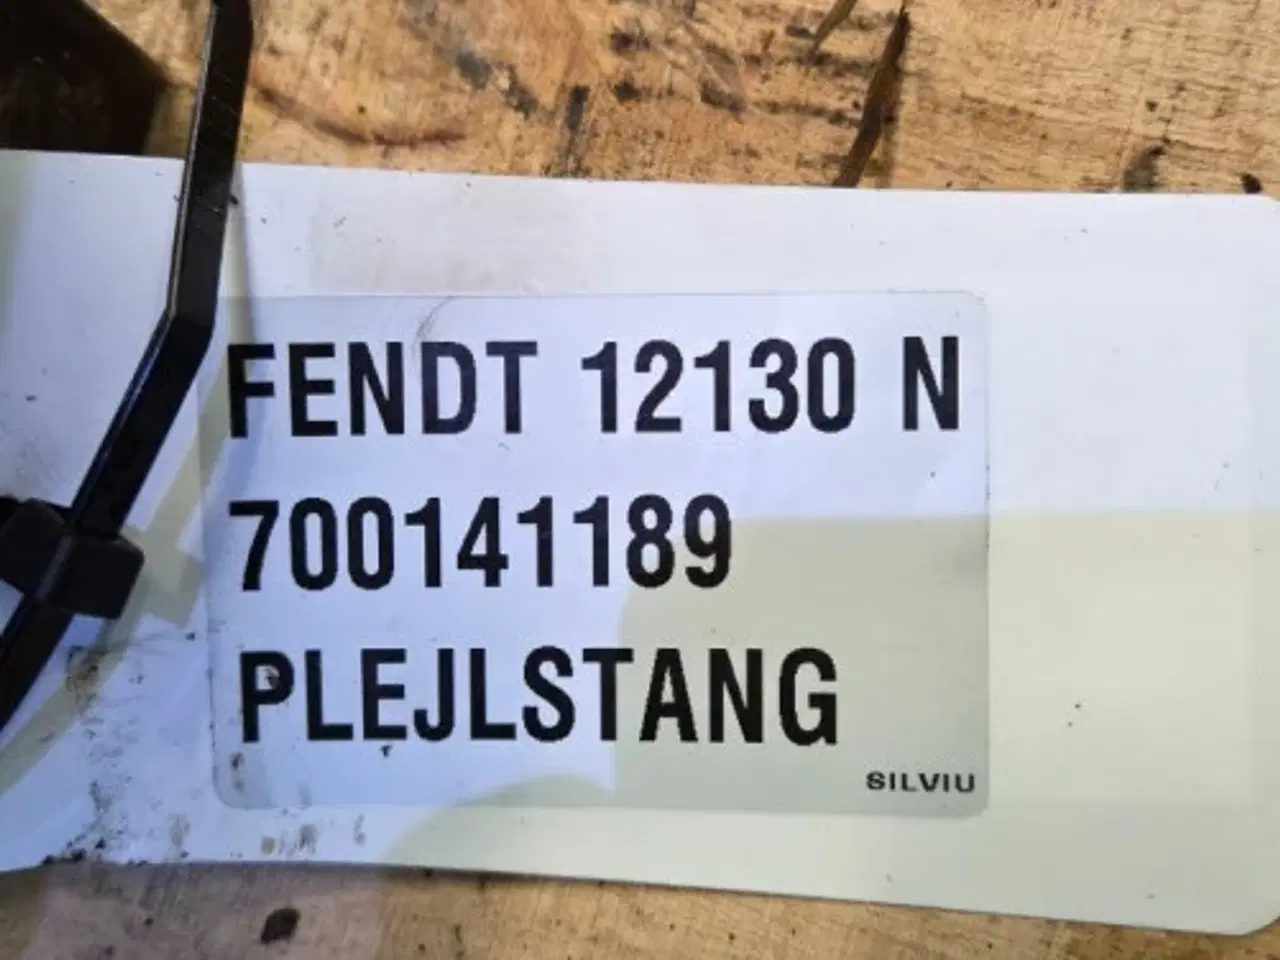 FENDT 12130 N
700141189
PLEJLSTANG
SILVIU